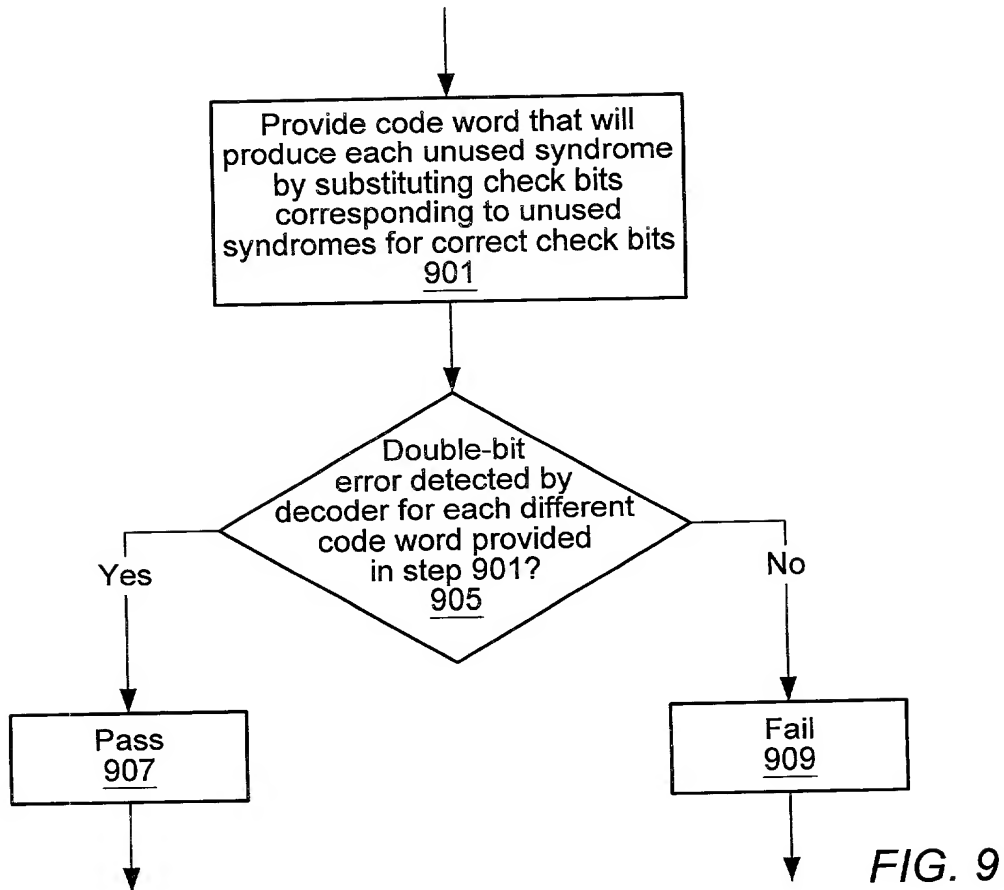 Provide code word that will
produce each unused syndrome
by substituting check bits
corresponding to unused
syndromes for correct check bits
901
Double-bit
error detected by
decoder for each different
code word provided
in step 901?
905
Yes
No
Pass
907
Fail
909
FIG. 9